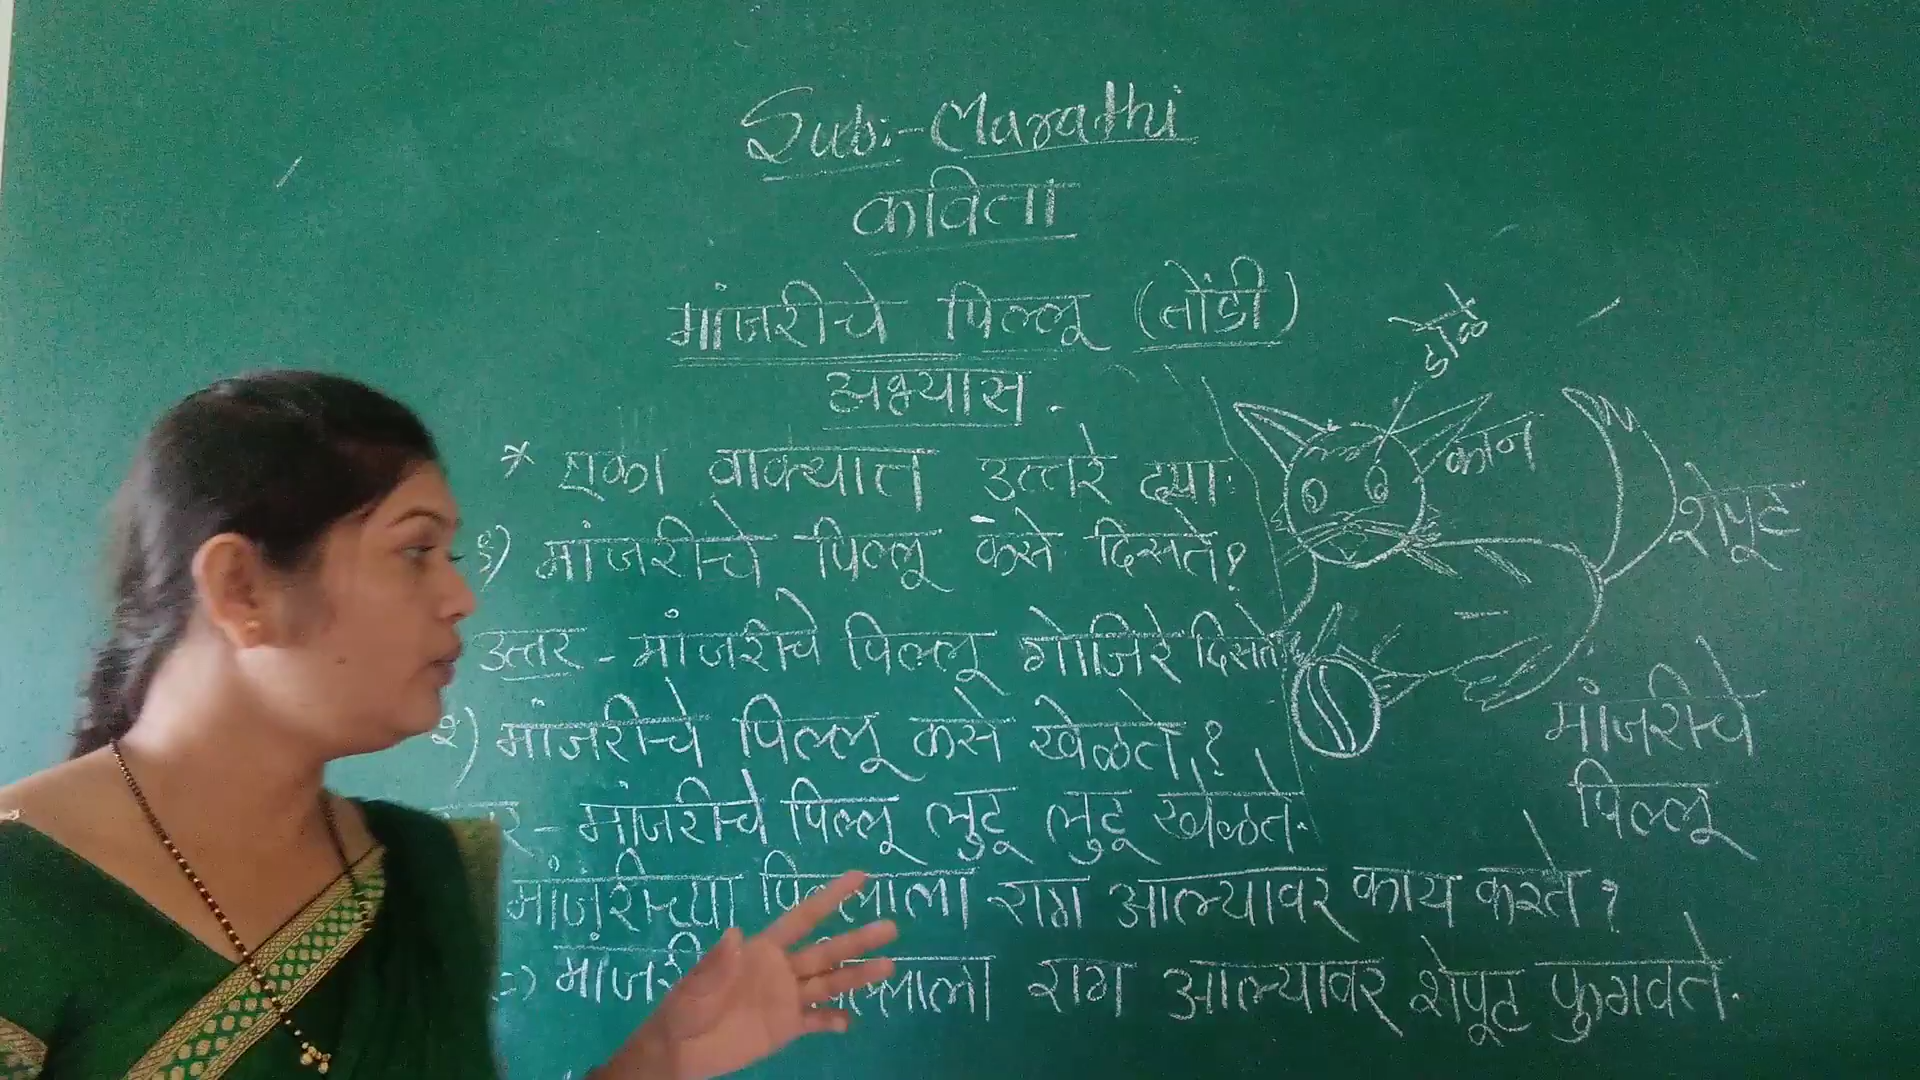 Sub:- Marathi
कविता
मांजरीचे पिल्लू (तोंडी)
अभ्यास.
* एका वाक्यात उत्तरे द्या:
१) मांजरीचे पिल्लू कसे दिसते?
उत्तर - मांजरीचे पिल्लू गोजिरे दिसते
२) मांजरीचे पिल्लू कसे खेळते?
- मांजरीचे पिल्लू लुटू लुटू खेळते.
मांजरीच्या पिल्लाला राग आल्यावर काय करते?
राग आल्यावर शेपूट फुगवते.
डोळे
कान
शेपूट
मांजरीचे
पिल्लू